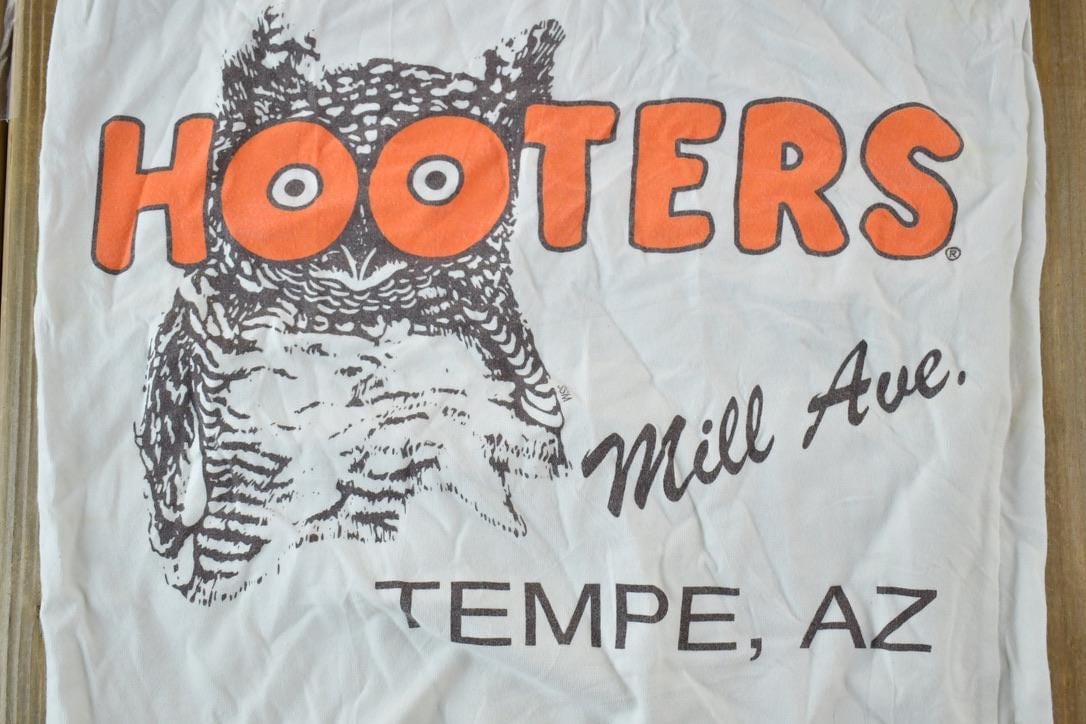 HOOTERS®
Mill Ave.
TEMPE, AZ